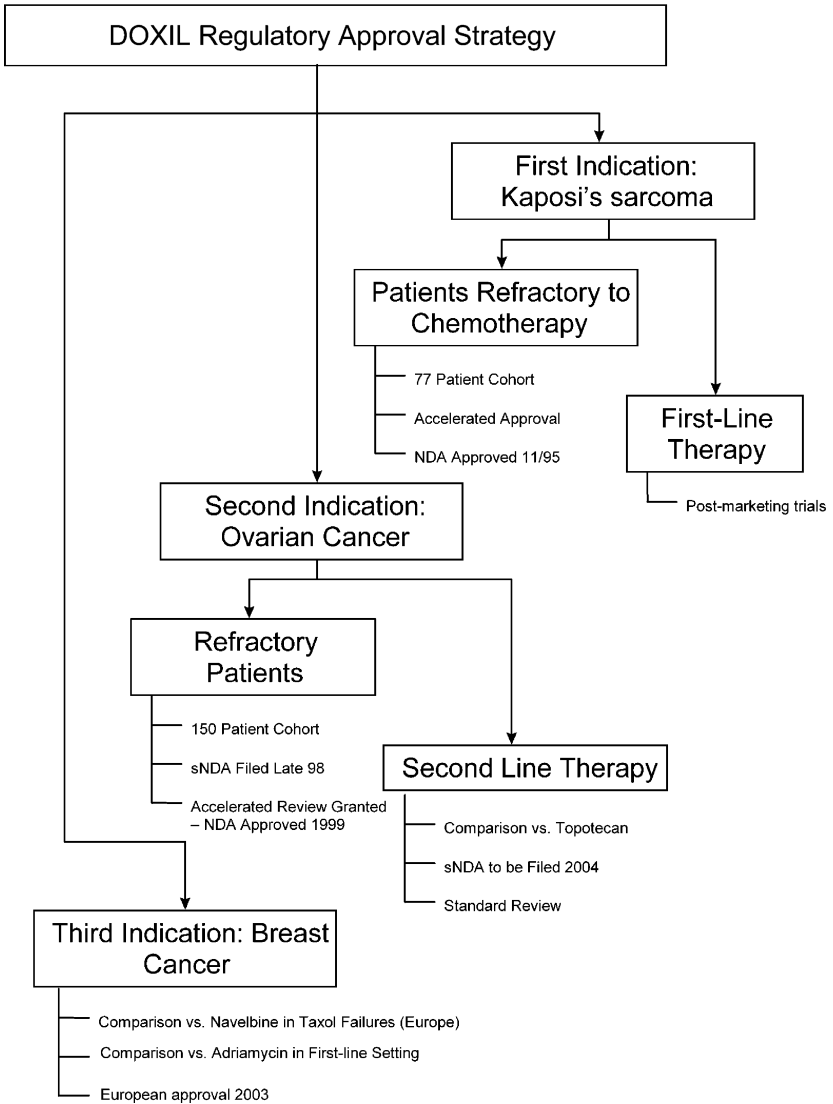 DOXIL Regulatory Approval Strategy
First Indication:
Kaposi's sarcoma
Patients Refractory to
Chemotherapy
77 Patient Cohort
Accelerated Approval
NDA Approved 11/95
First-Line
Therapy
Post-marketing trials
Second Indication:
Ovarian Cancer
Refractory
Patients
150 Patient Cohort
sNDA Filed Late 98
Accelerated Review Granted
– NDA Approved 1999
Second Line Therapy
Comparison vs. Topotecan
sNDA to be Filed 2004
Standard Review
Third Indication: Breast
Cancer
Comparison vs. Navelbine in Taxol Failures (Europe)
Comparison vs. Adriamycin in First-line Setting
European approval 2003